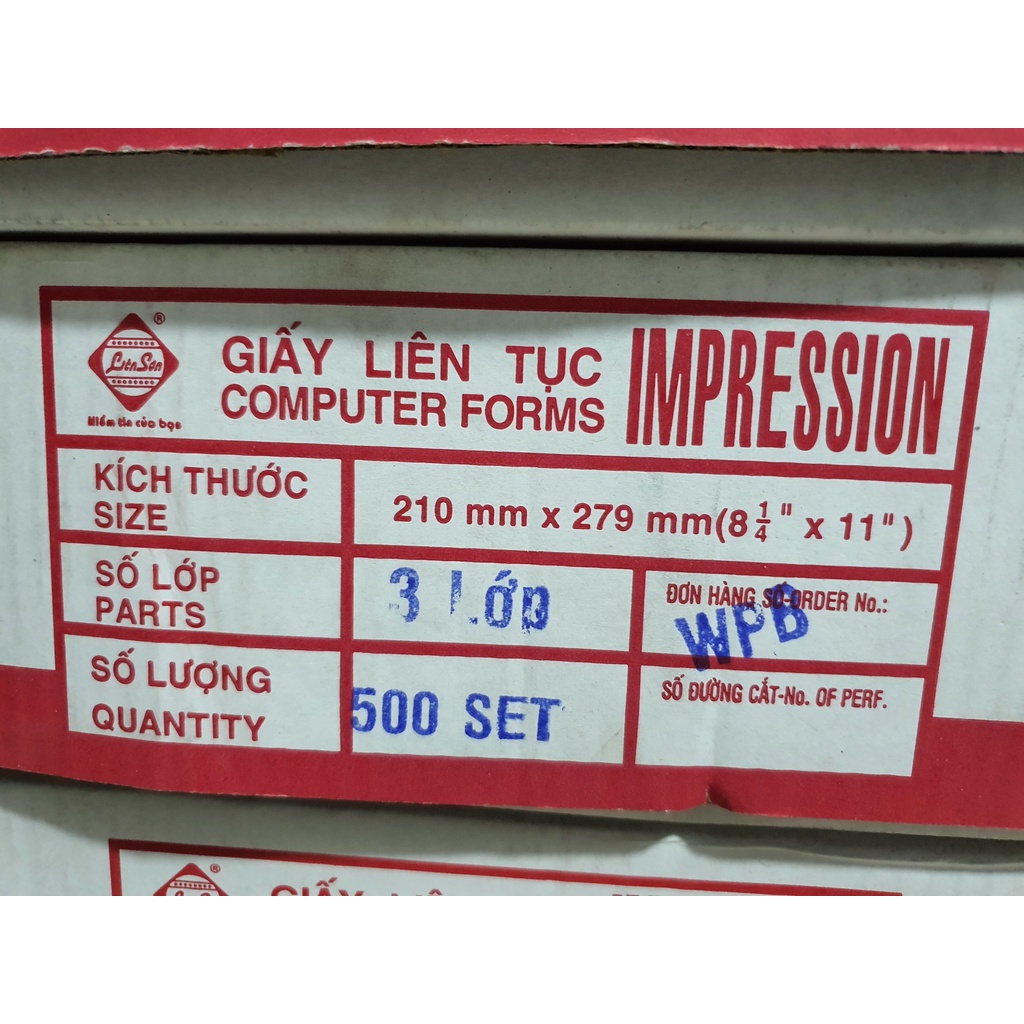 LiênSơn ®
Niềm tin của bạn
GIẤY LIÊN TỤC
COMPUTER FORMS
IMPRESSION
KÍCH THƯỚC
SIZE
210 mm x 279 mm(8 1/4" x 11")
SỐ LỚP
PARTS
3 LỚP
ĐƠN HÀNG SỐ-ORDER No.:
WPB
SỐ LƯỢNG
QUANTITY
500 SET
SỐ ĐƯỜNG CẮT-No. OF PERF.
®
GIẤY